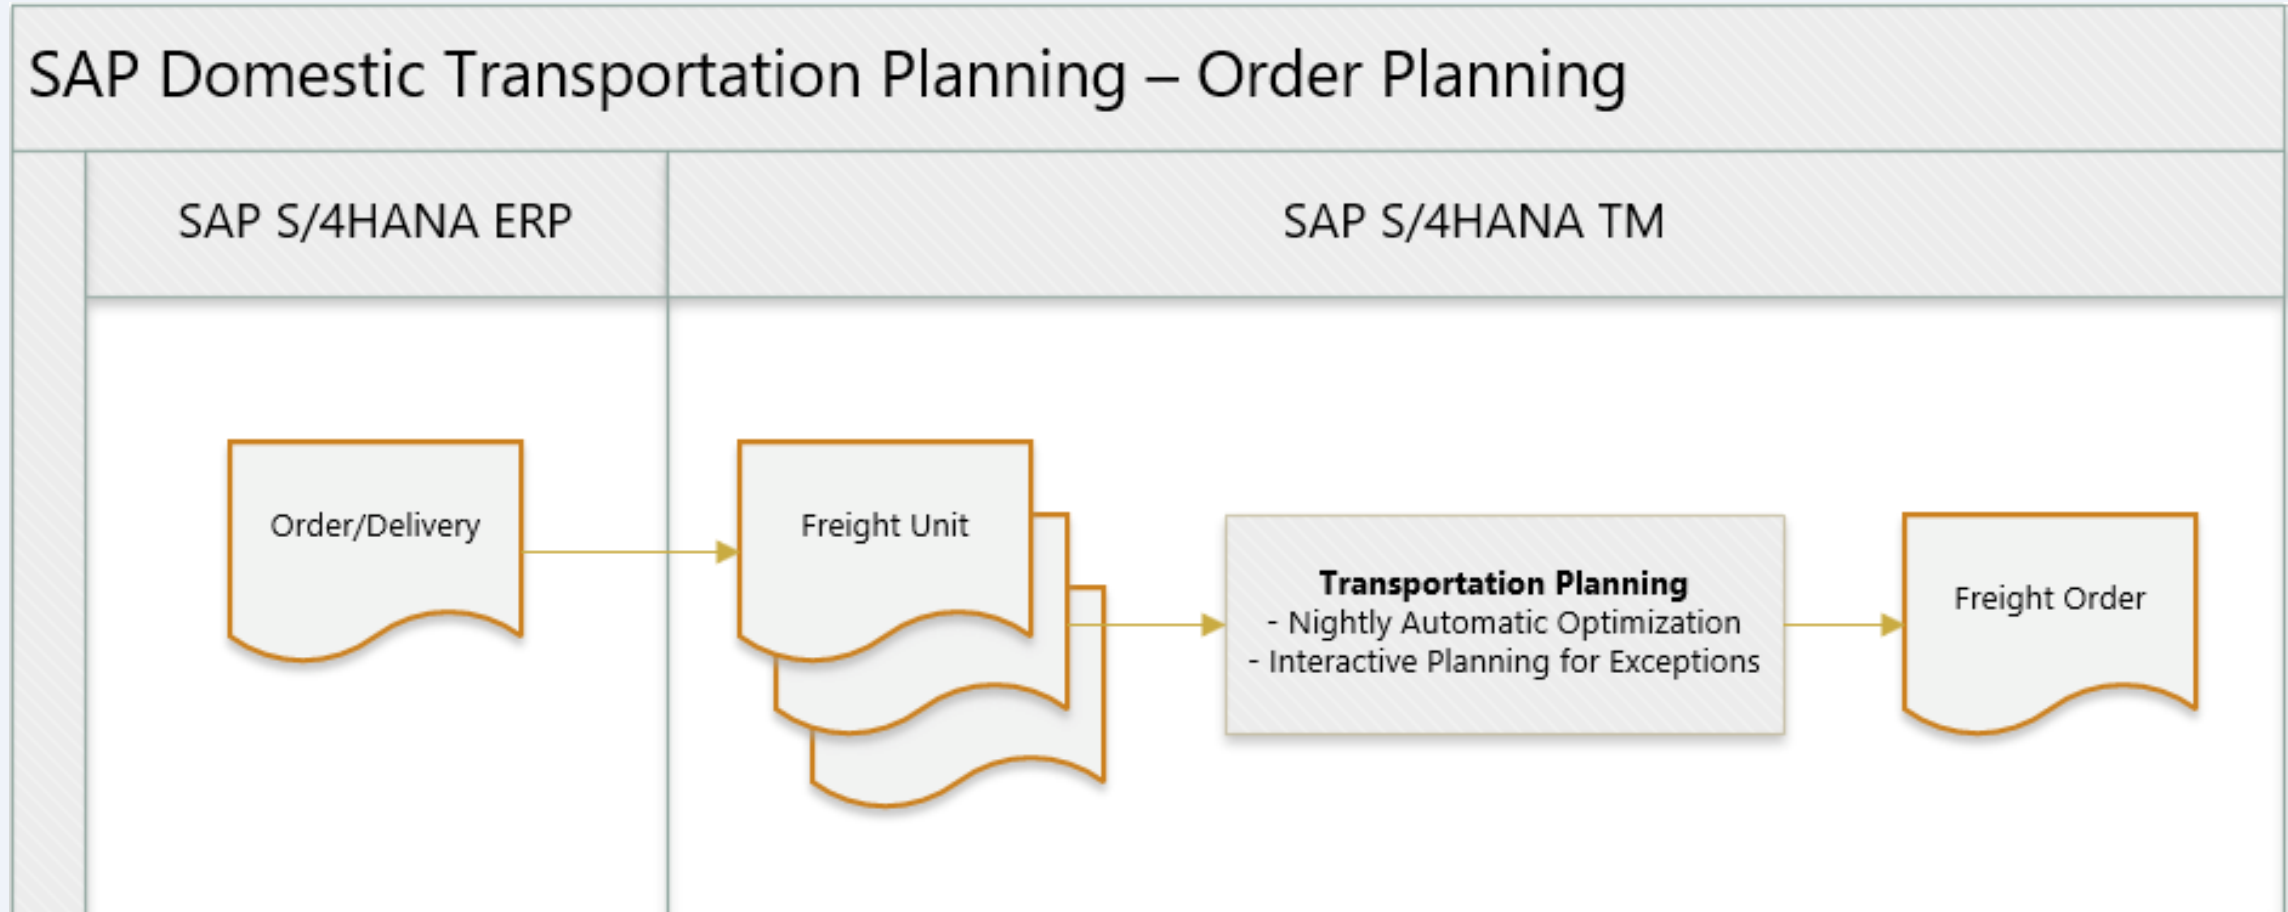 SAP Domestic Transportation Planning – Order Planning
SAP S/4HANA ERP
SAP S/4HANA TM
Order/Delivery
Freight Unit
Transportation Planning
- Nightly Automatic Optimization
- Interactive Planning for Exceptions
Freight Order